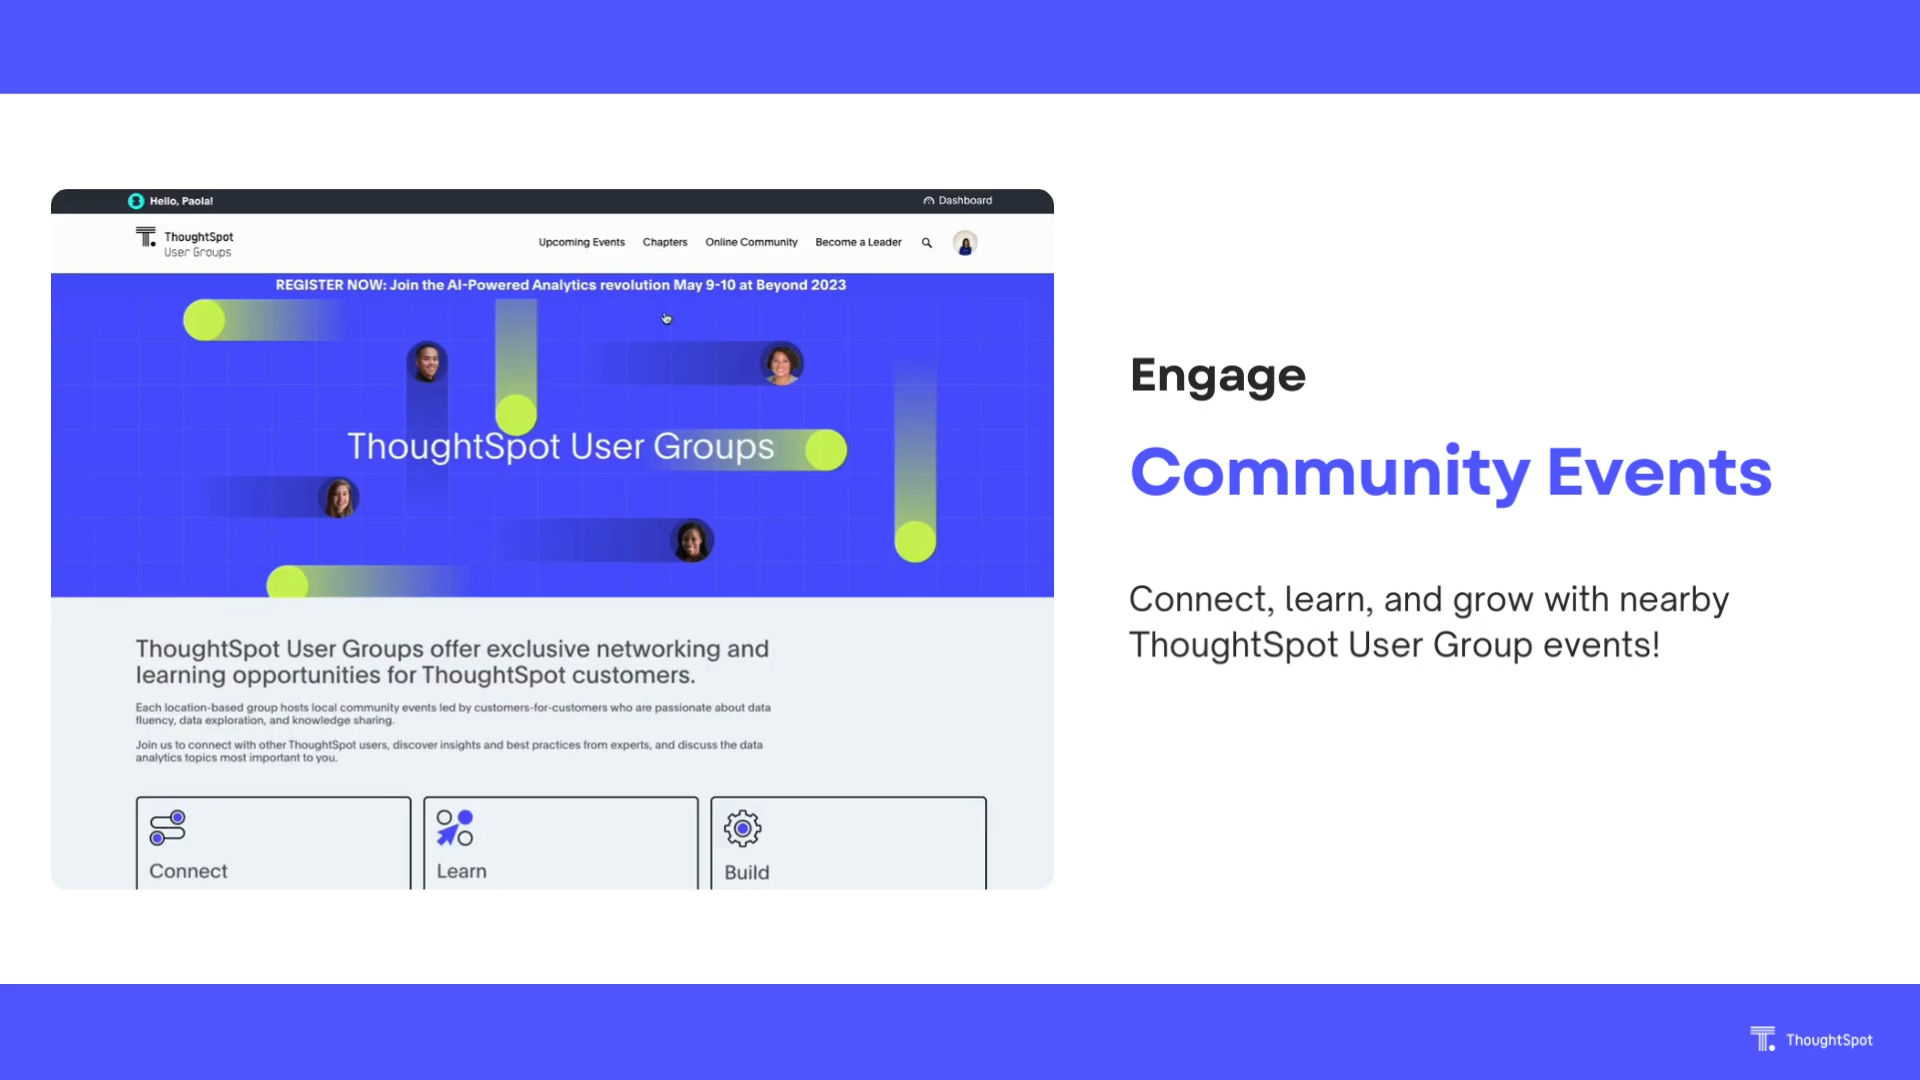 Hello, Paola!
Dashboard
ThoughtSpot
User Groups
Upcoming Events
Chapters
Online Community
Become a Leader
REGISTER NOW: Join the AI-Powered Analytics revolution May 9-10 at Beyond 2023
ThoughtSpot User Groups
ThoughtSpot User Groups offer exclusive networking and
learning opportunities for ThoughtSpot customers.
Each location-based group hosts local community events led by customers-for-customers who are passionate about data
fluency, data exploration, and knowledge sharing.
Join us to connect with other ThoughtSpot users, discover insights and best practices from experts, and discuss the data
analytics topics most important to you.
Connect
Learn
Build
Engage
Community Events
Connect, learn, and grow with nearby
ThoughtSpot User Group events!
ThoughtSpot